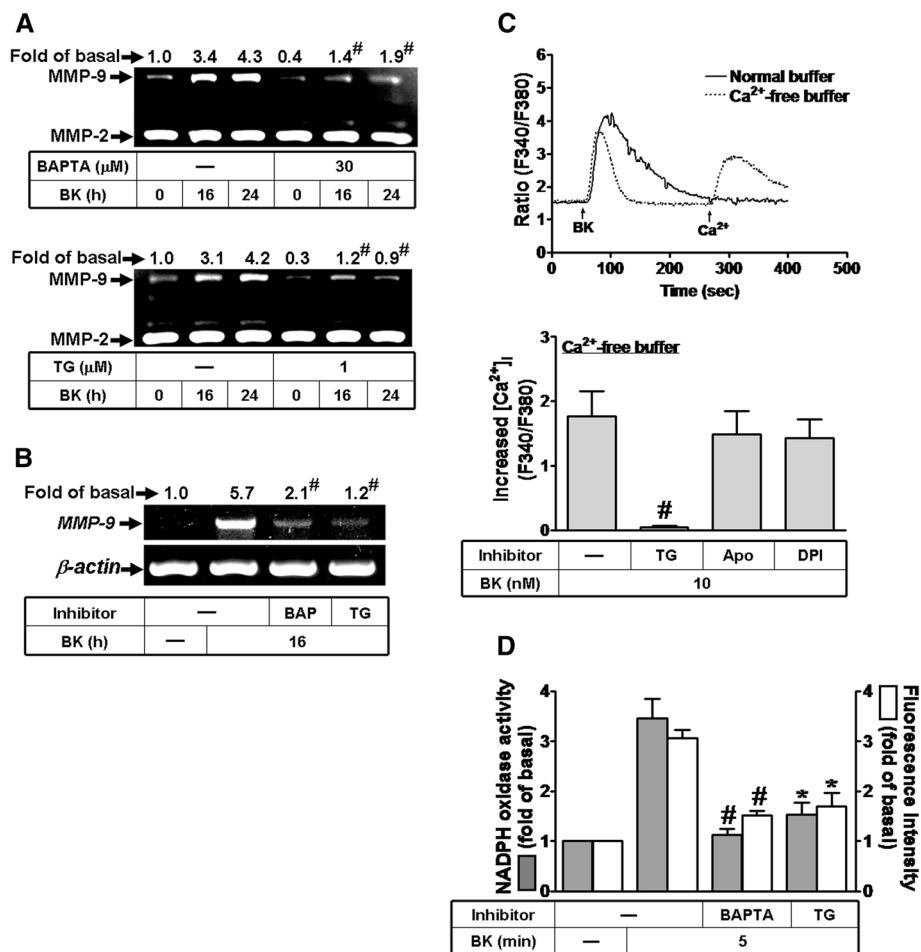 A
Fold of basal 1.0 3.4 4.3 0.4 1.4# 1.9#
MMP-9
MMP-2
BAPTA (µM) — 30
BK (h) 0 16 24 0 16 24
Fold of basal 1.0 3.1 4.2 0.3 1.2# 0.9#
MMP-9
MMP-2
TG (µM) — 1
BK (h) 0 16 24 0 16 24
B
Fold of basal 1.0 5.7 2.1# 1.2#
MMP-9
β-actin
Inhibitor — BAP TG
BK (h) — 16
C
Ratio (F340/F380)
6
5
4
3
2
1
0
Normal buffer
Ca²⁺-free buffer
BK
Ca²⁺
0 100 200 300 400 500
Time (sec)
Increased [Ca²⁺]i
(F340/F380)
3
2
1
0
Ca²⁺-free buffer
#
Inhibitor — TG Apo DPI
BK (nM) 10
D
NADPH oxidase activity
(fold of basal)
4
3
2
1
0
# # * *
4
3
2
1
0
Fluorescence Intensity
(fold of basal)
Inhibitor — BAPTA TG
BK (min) — 5